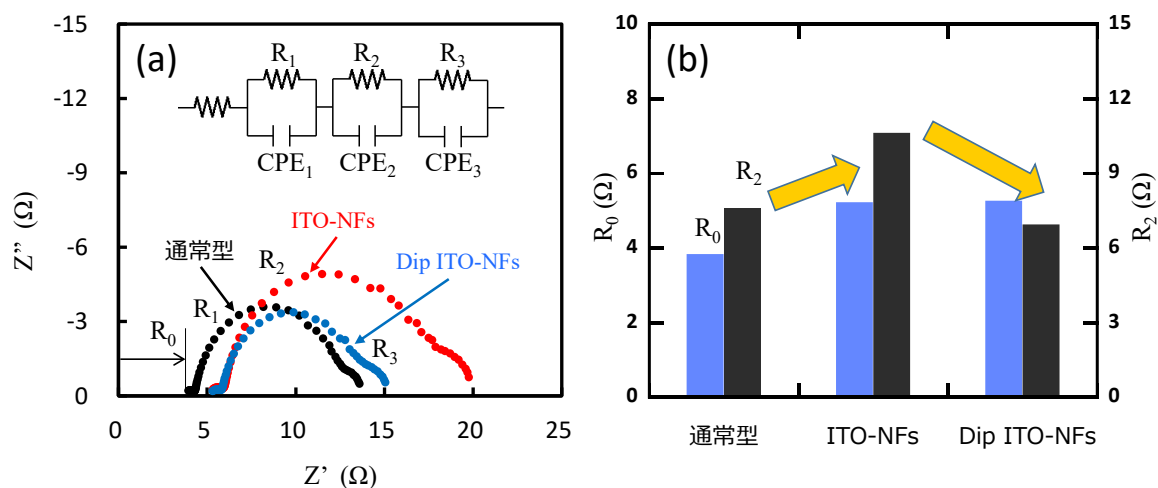 (a)
-15
-12
-9
-6
-3
0
Z” (Ω)
R1
R2
R3
CPE1
CPE2
CPE3
ITO-NFs
通常型
R2
Dip ITO-NFs
R1
R0
R3
0
5
10
15
20
25
Z’ (Ω)
(b)
10
8
6
4
2
0
R0 (Ω)
R2
R0
15
12
9
6
3
0
R2 (Ω)
通常型
ITO-NFs
Dip ITO-NFs